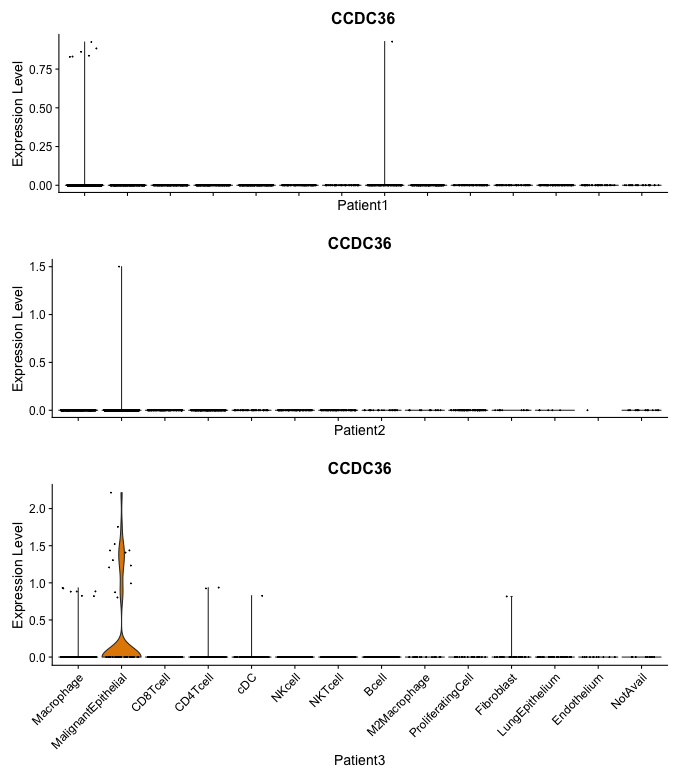 CCDC36
Expression Level
0.75
0.50
0.25
0.00
Patient1
CCDC36
Expression Level
1.5
1.0
0.5
0.0
Patient2
CCDC36
Expression Level
2.0
1.5
1.0
0.5
0.0
Macrophage
MalignantEpithelial
CD8Tcell
CD4Tcell
cDC
NKcell
NKTcell
Bcell
M2Macrophage
ProliferatingCell
Fibroblast
LungEpithelium
Endothelium
NotAvail
Patient3